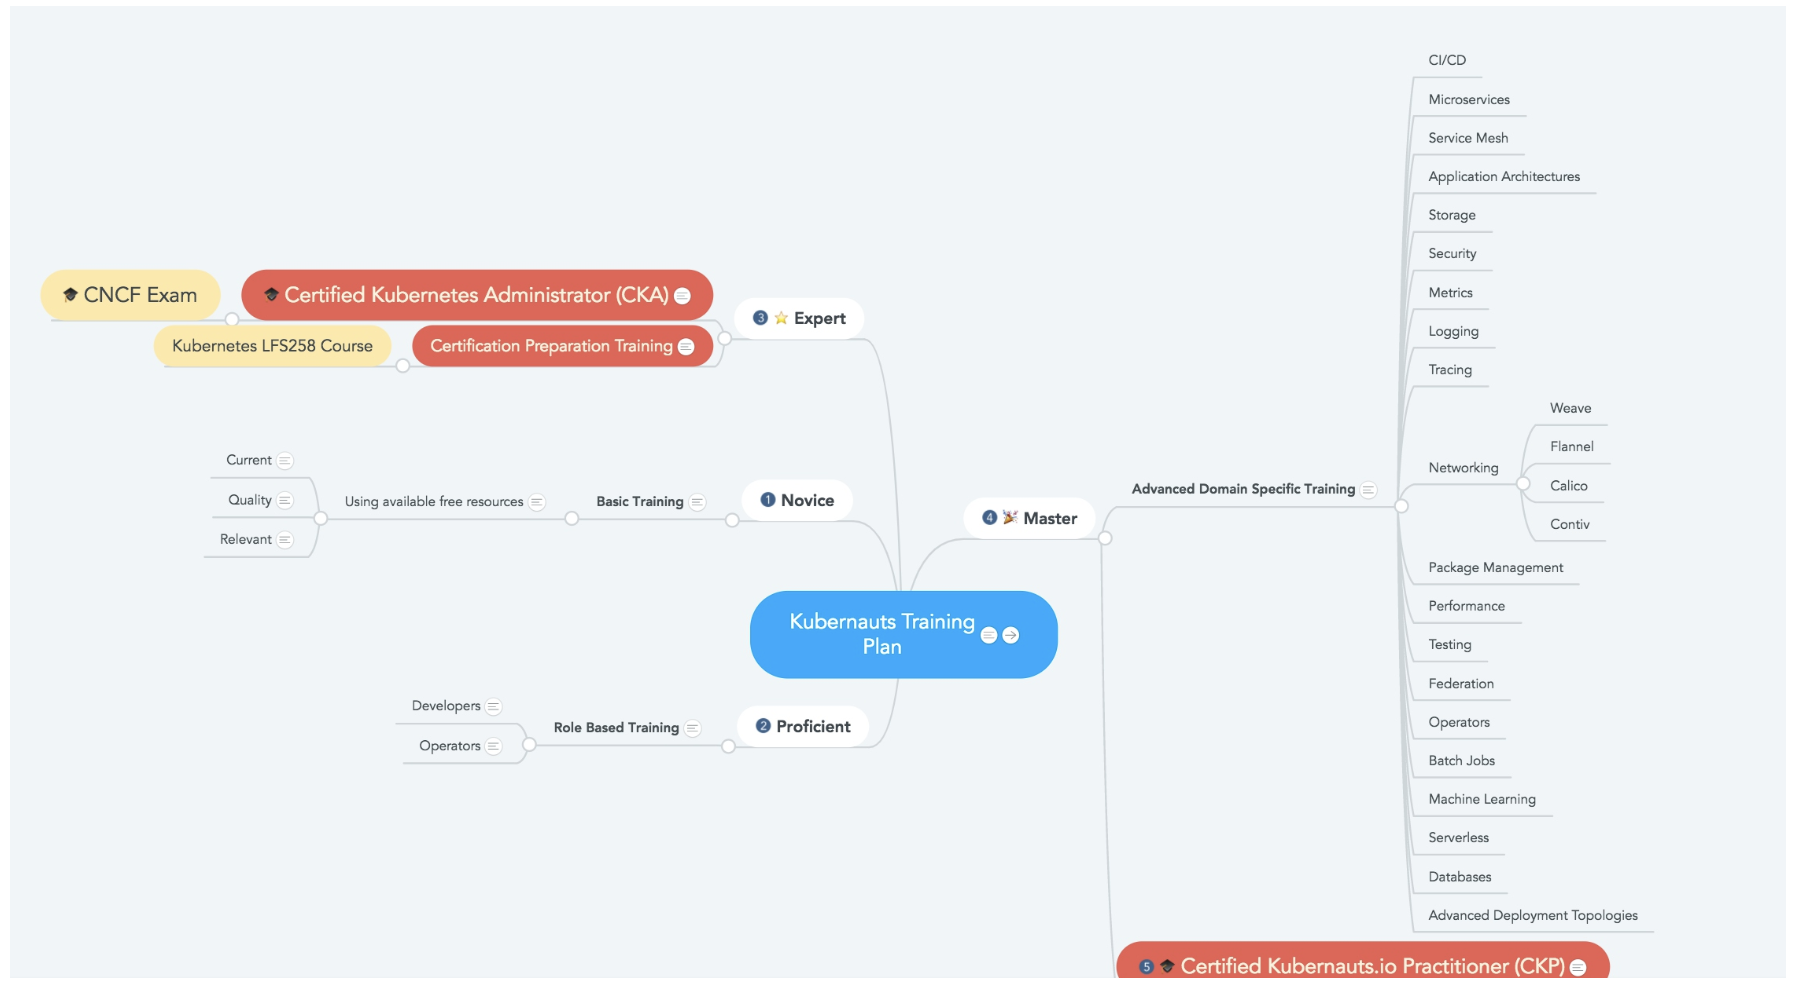 CI/CD
Microservices
Service Mesh
Application Architectures
Storage
Security
Metrics
Logging
Tracing
Networking
Weave
Flannel
Calico
Contiv
Package Management
Performance
Testing
Federation
Operators
Batch Jobs
Machine Learning
Serverless
Databases
Advanced Deployment Topologies
Advanced Domain Specific Training
4 Master
5 Certified Kubernauts.io Practitioner (CKP)
CNCF Exam
Certified Kubernetes Administrator (CKA)
Kubernetes LFS258 Course
Certification Preparation Training
3 Expert
Current
Quality
Relevant
Using available free resources
Basic Training
1 Novice
Kubernauts Training
Plan
Developers
Operators
Role Based Training
2 Proficient